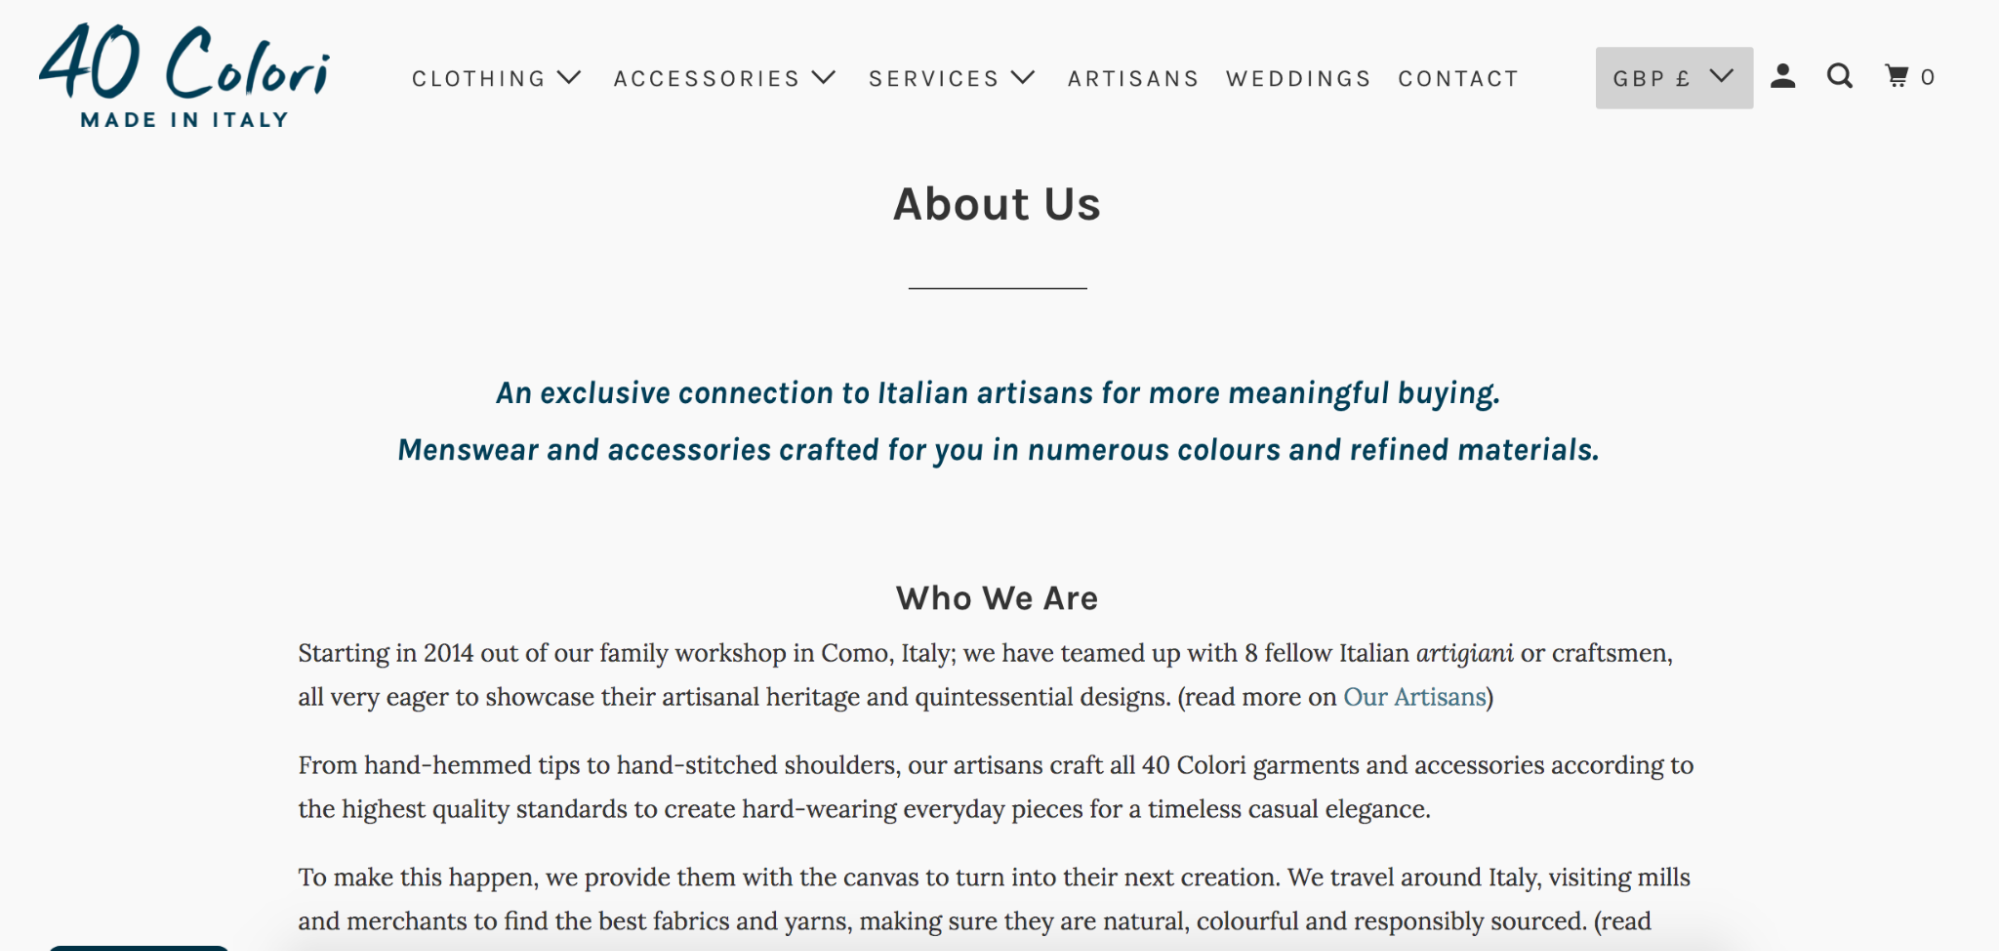 40 Colori
MADE IN ITALY
CLOTHING ACCESSORIES SERVICES ARTISANS WEDDINGS CONTACT GBP £ 0
About Us
An exclusive connection to Italian artisans for more meaningful buying.
Menswear and accessories crafted for you in numerous colours and refined materials.
Who We Are
Starting in 2014 out of our family workshop in Como, Italy; we have teamed up with 8 fellow Italian artigiani or craftsmen,
all very eager to showcase their artisanal heritage and quintessential designs. (read more on Our Artisans)
From hand-hemmed tips to hand-stitched shoulders, our artisans craft all 40 Colori garments and accessories according to
the highest quality standards to create hard-wearing everyday pieces for a timeless casual elegance.
To make this happen, we provide them with the canvas to turn into their next creation. We travel around Italy, visiting mills
and merchants to find the best fabrics and yarns, making sure they are natural, colourful and responsibly sourced. (read